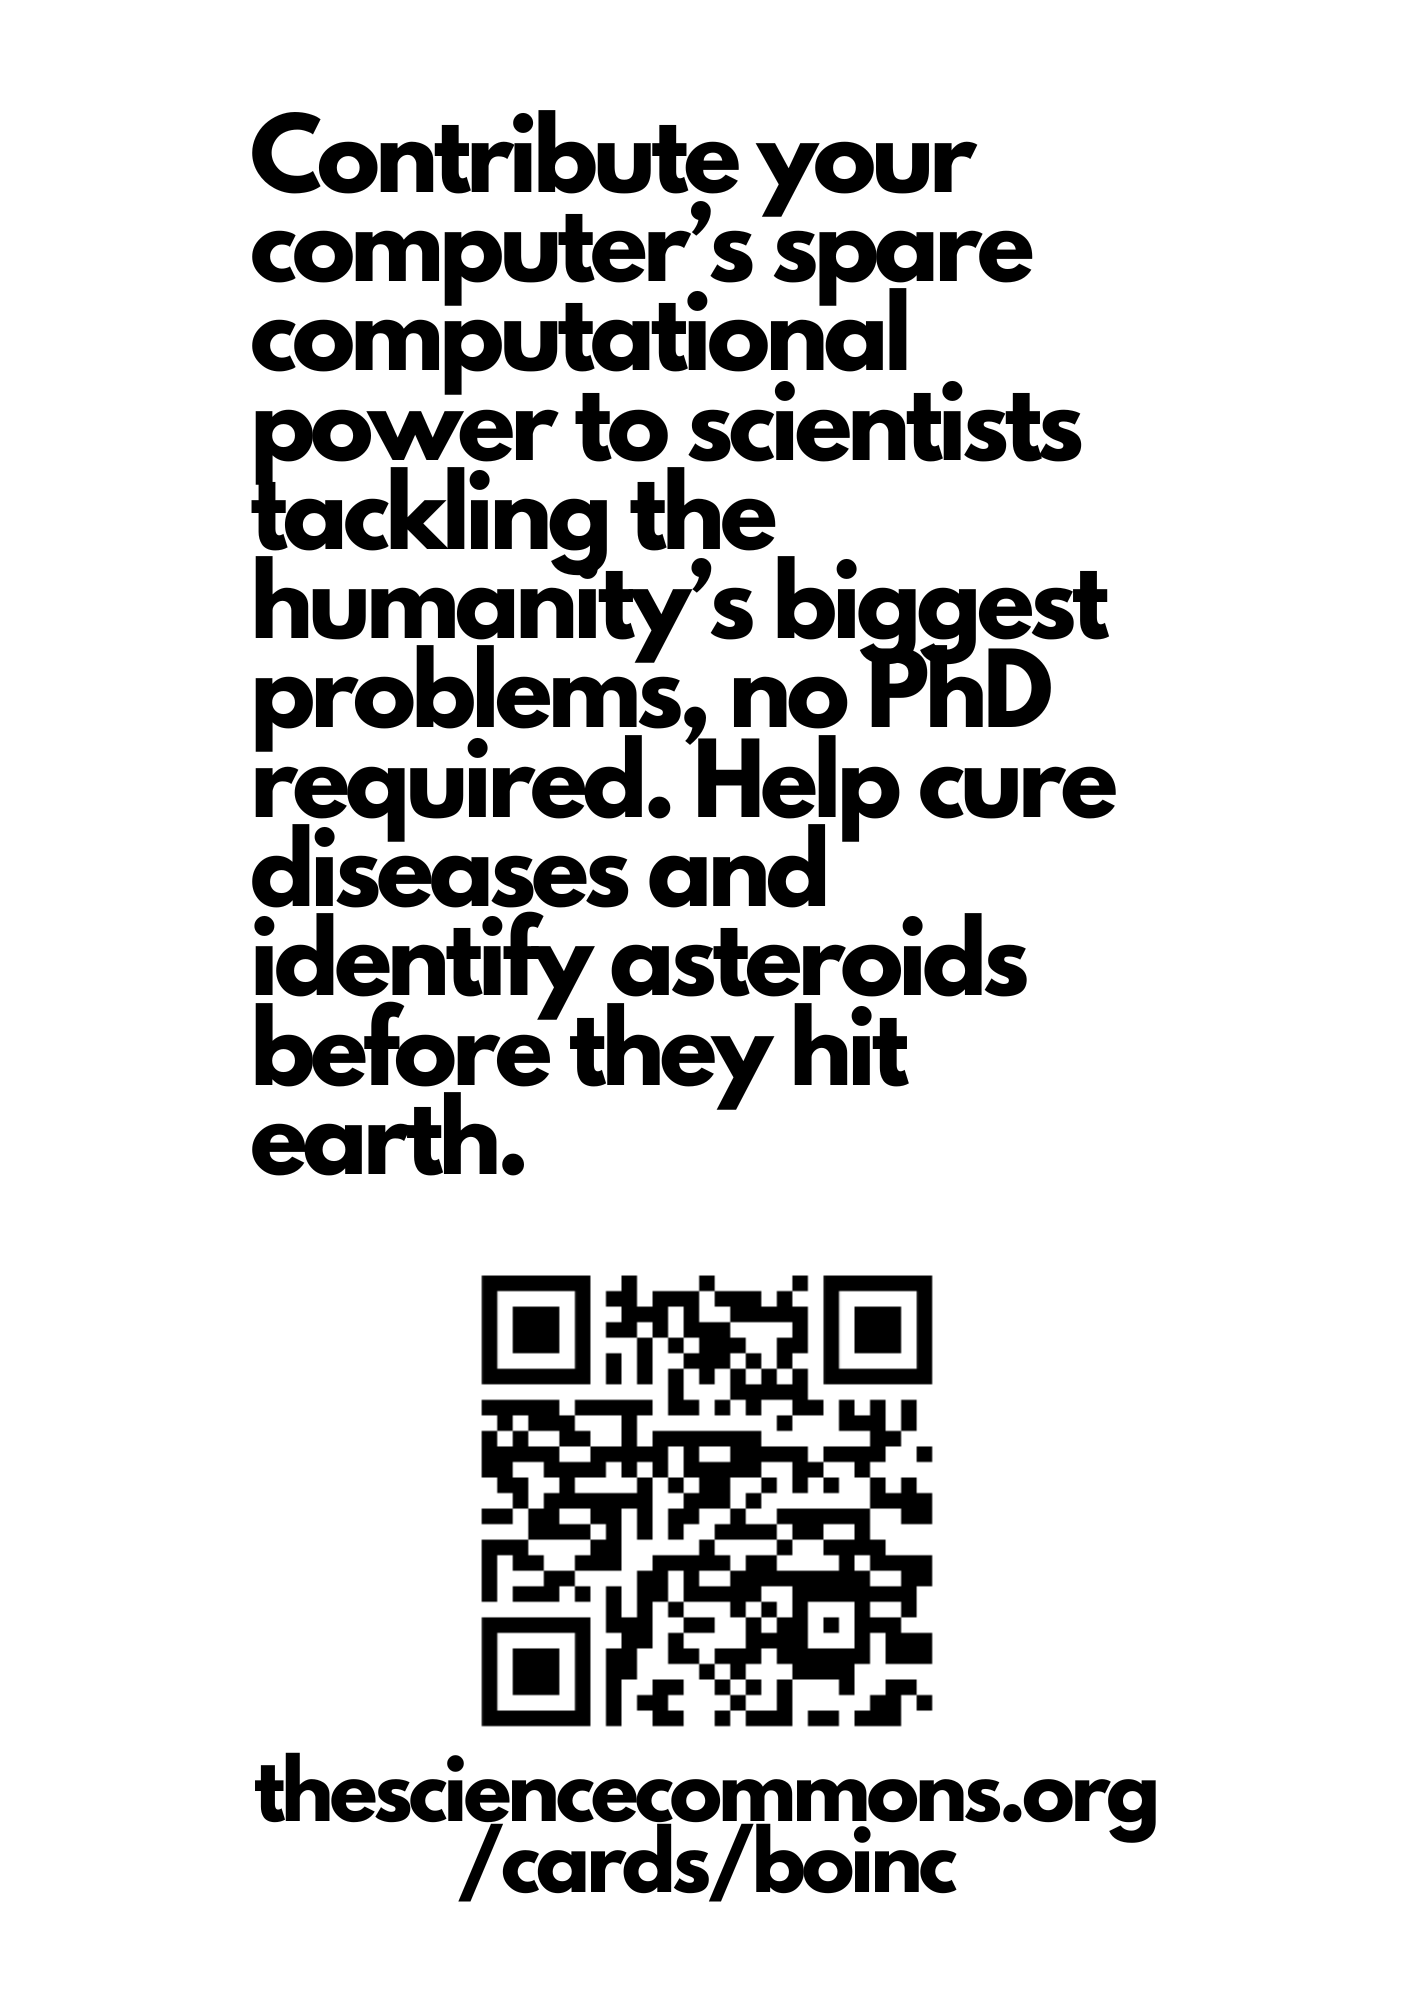 Contribute your
computer’s spare
computational
power to scientists
tackling the
humanity’s biggest
problems, no PhD
required. Help cure
diseases and
identify asteroids
before they hit
earth.
thesciencecommons.org
/cards/boinc